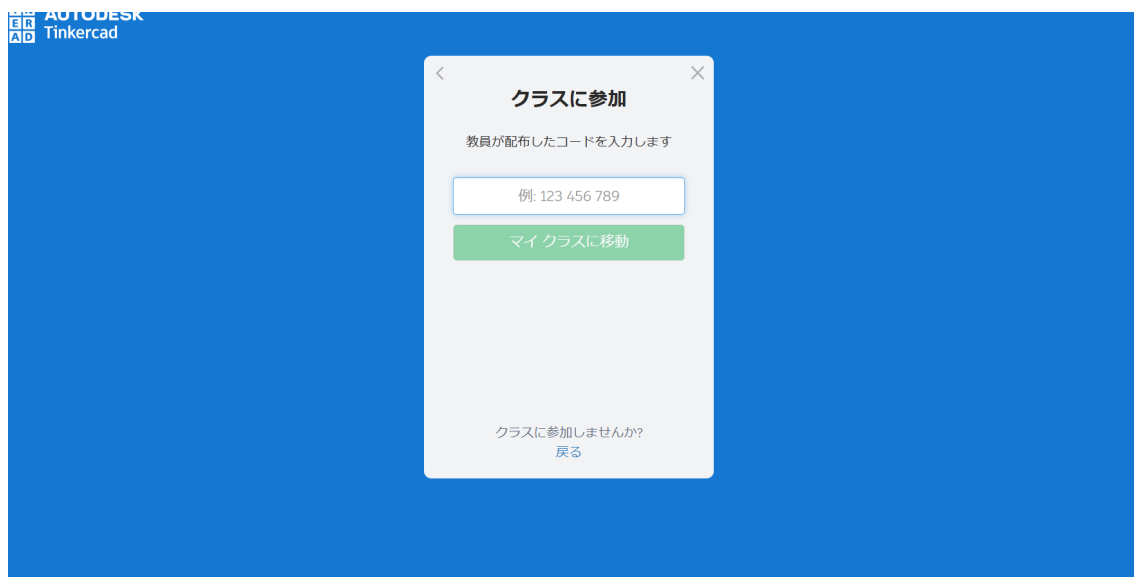 AUTODESK
E R
A D
Tinkercad
クラスに参加
教員が配布したコードを入力します
例: 123 456 789
マイ クラスに移動
クラスに参加しませんか?
戻る